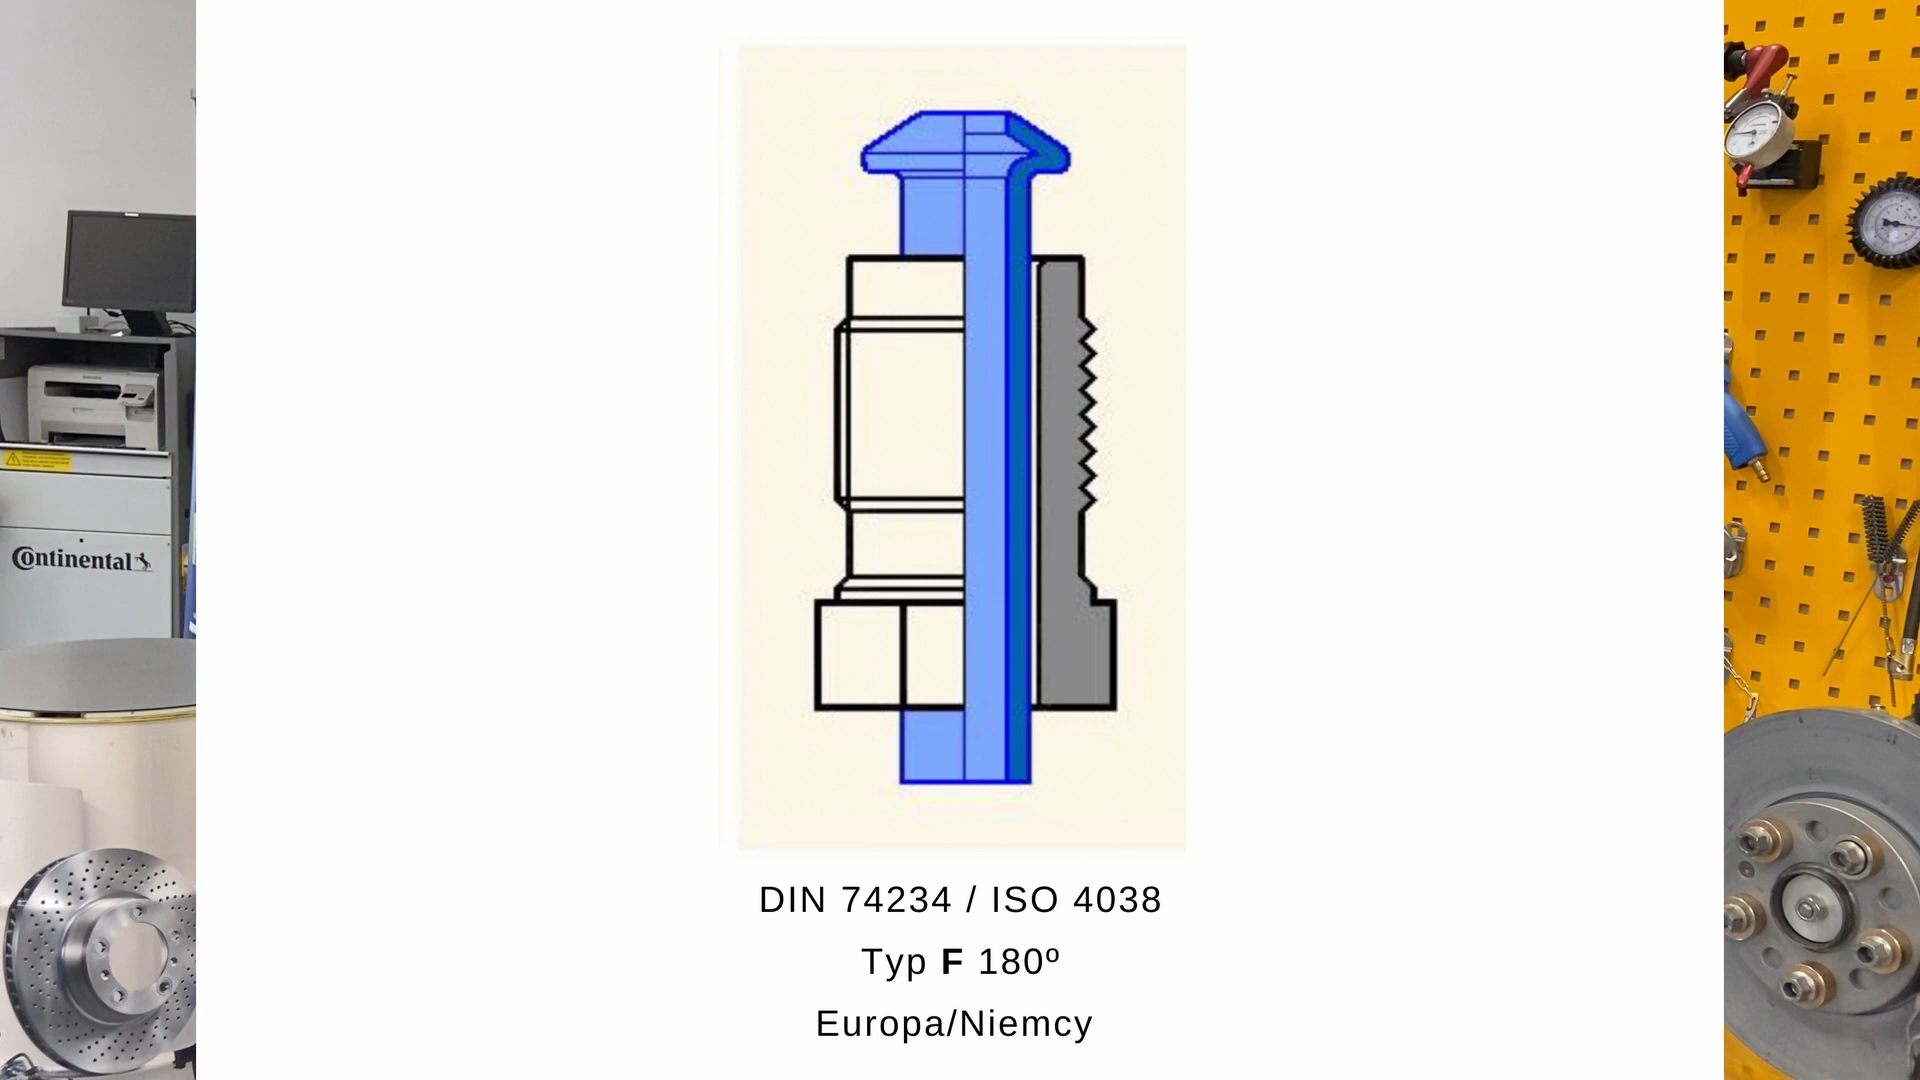 Continental
DIN 74234 / ISO 4038
Typ F 180º
Europa/Niemcy